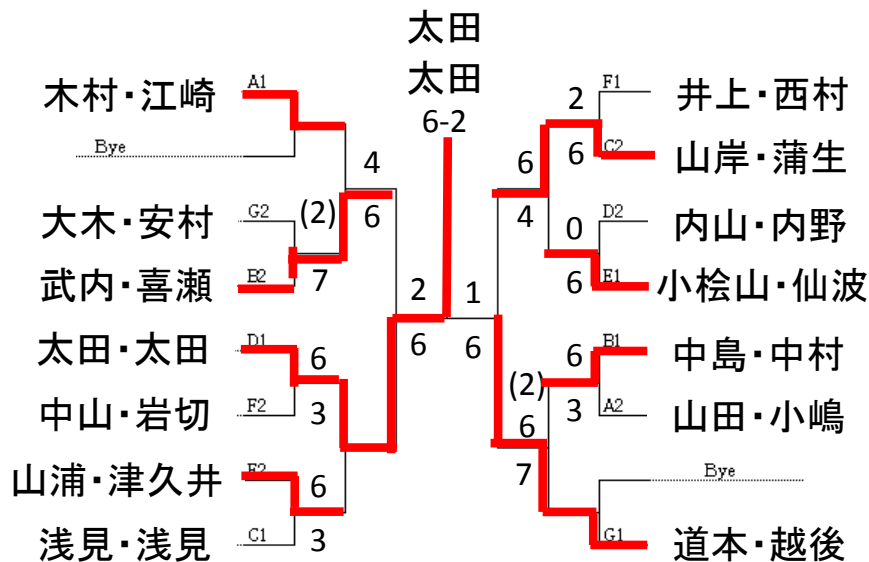 太田
太田
6-2
木村・江崎
A1
Bye
4
大木・安村
G2
(2)
6
武内・喜瀬
B2
7
2
太田・太田
D1
6
6
中山・岩切
F2
3
山浦・津久井
E2
6
浅見・浅見
C1
3
F1
井上・西村
2
6
C2
山岸・蒲生
6
4
D2
内山・内野
0
E1
小桧山・仙波
6
1
B1
中島・中村
6
6
(2)
A2
山田・小嶋
3
6
7
Bye
G1
道本・越後